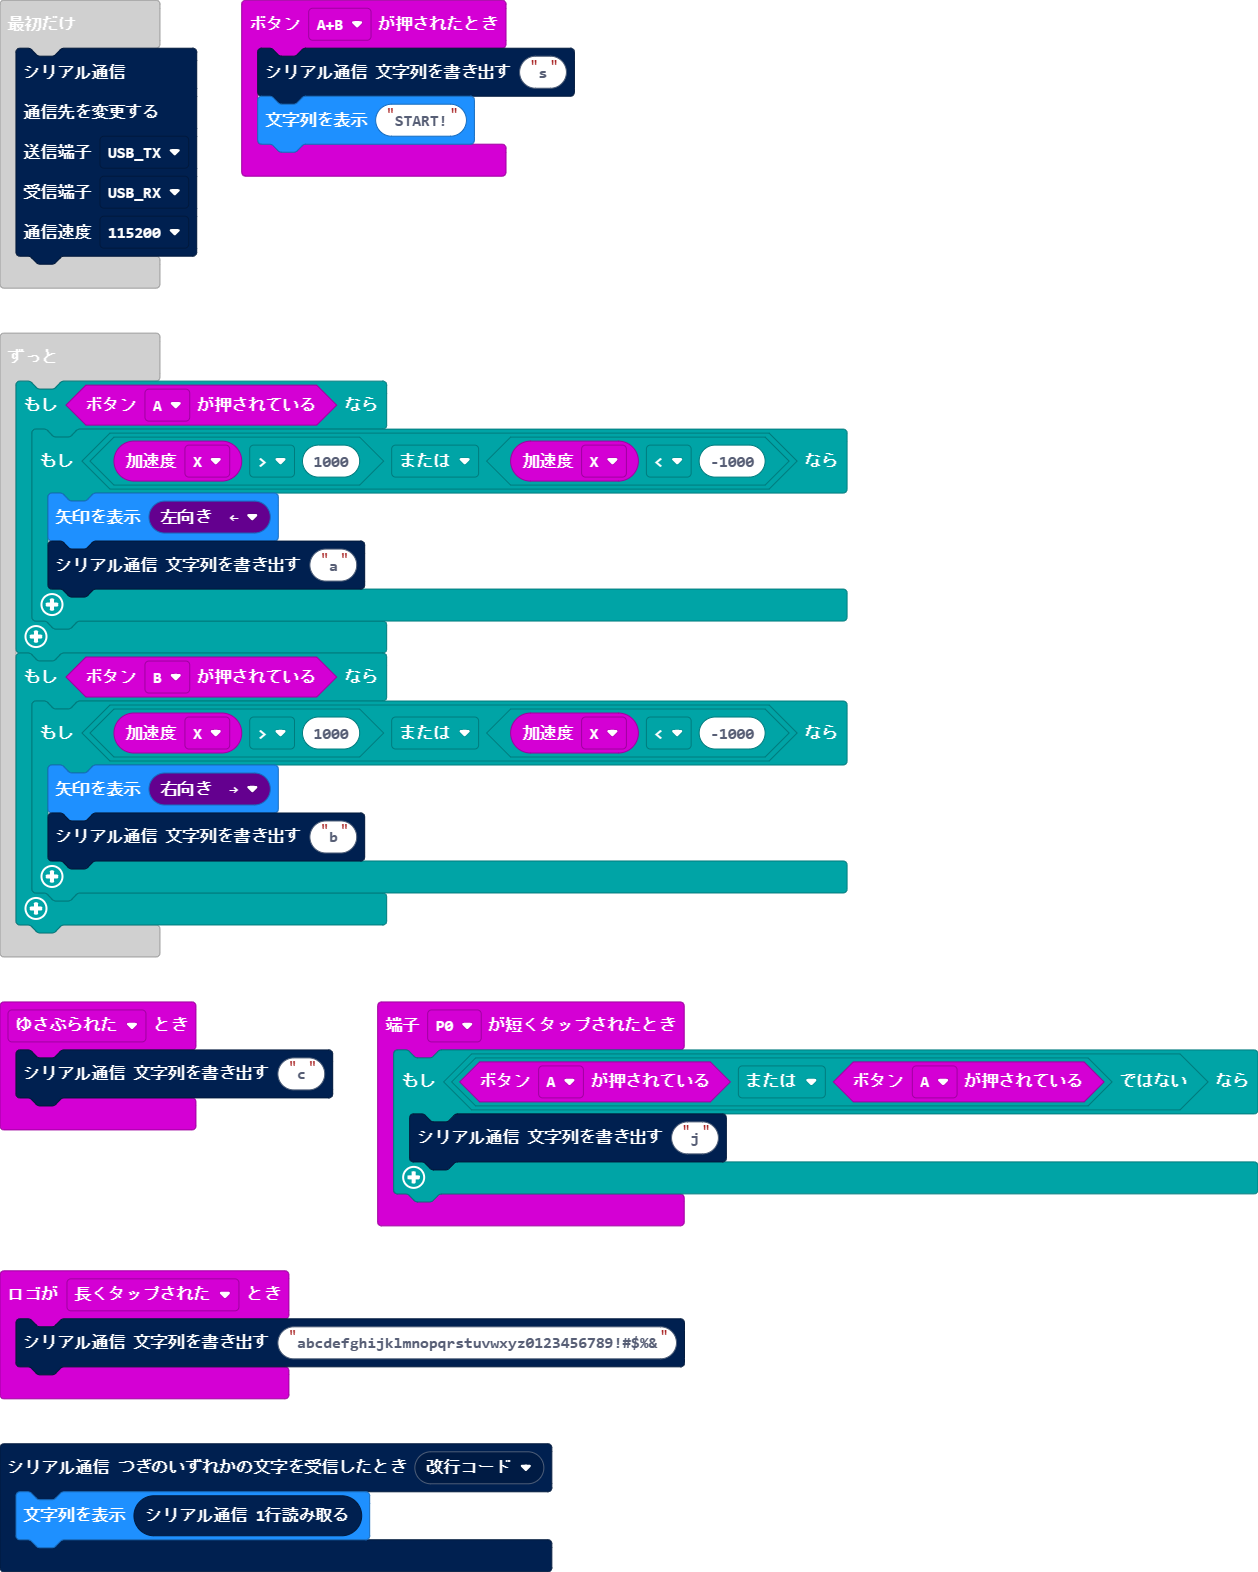 最初だけ
シリアル通信
通信先を変更する
送信端子 USB_TX
受信端子 USB_RX
通信速度 115200
ボタン A+B が押されたとき
シリアル通信 文字列を書き出す "s"
文字列を表示 "START!"
ずっと
もし ボタン A が押されている なら
もし 加速度 X > 1000 または 加速度 X < -1000 なら
矢印を表示 左向き ←
シリアル通信 文字列を書き出す "a"
もし ボタン B が押されている なら
もし 加速度 X > 1000 または 加速度 X < -1000 なら
矢印を表示 右向き →
シリアル通信 文字列を書き出す "b"
ゆさぶられた とき
シリアル通信 文字列を書き出す "c"
端子 P0 が短くタップされたとき
もし ボタン A が押されている または ボタン A が押されている ではない なら
シリアル通信 文字列を書き出す "j"
ロゴが 長くタップされた とき
シリアル通信 文字列を書き出す "abcdefghijklmnopqrstuvwxyz0123456789!#$%&"
シリアル通信 つぎのいずれかの文字を受信したとき 改行コード
文字列を表示 シリアル通信 1行読み取る